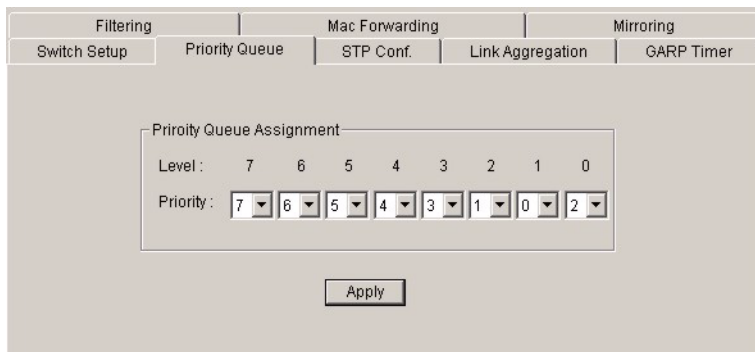 Filtering Mac Forwarding Mirroring
Switch Setup Priority Queue STP Conf. Link Aggregation GARP Timer
Priroity Queue Assignment
Level : 7 6 5 4 3 2 1 0
Priority : 7 6 5 4 3 1 0 2
Apply